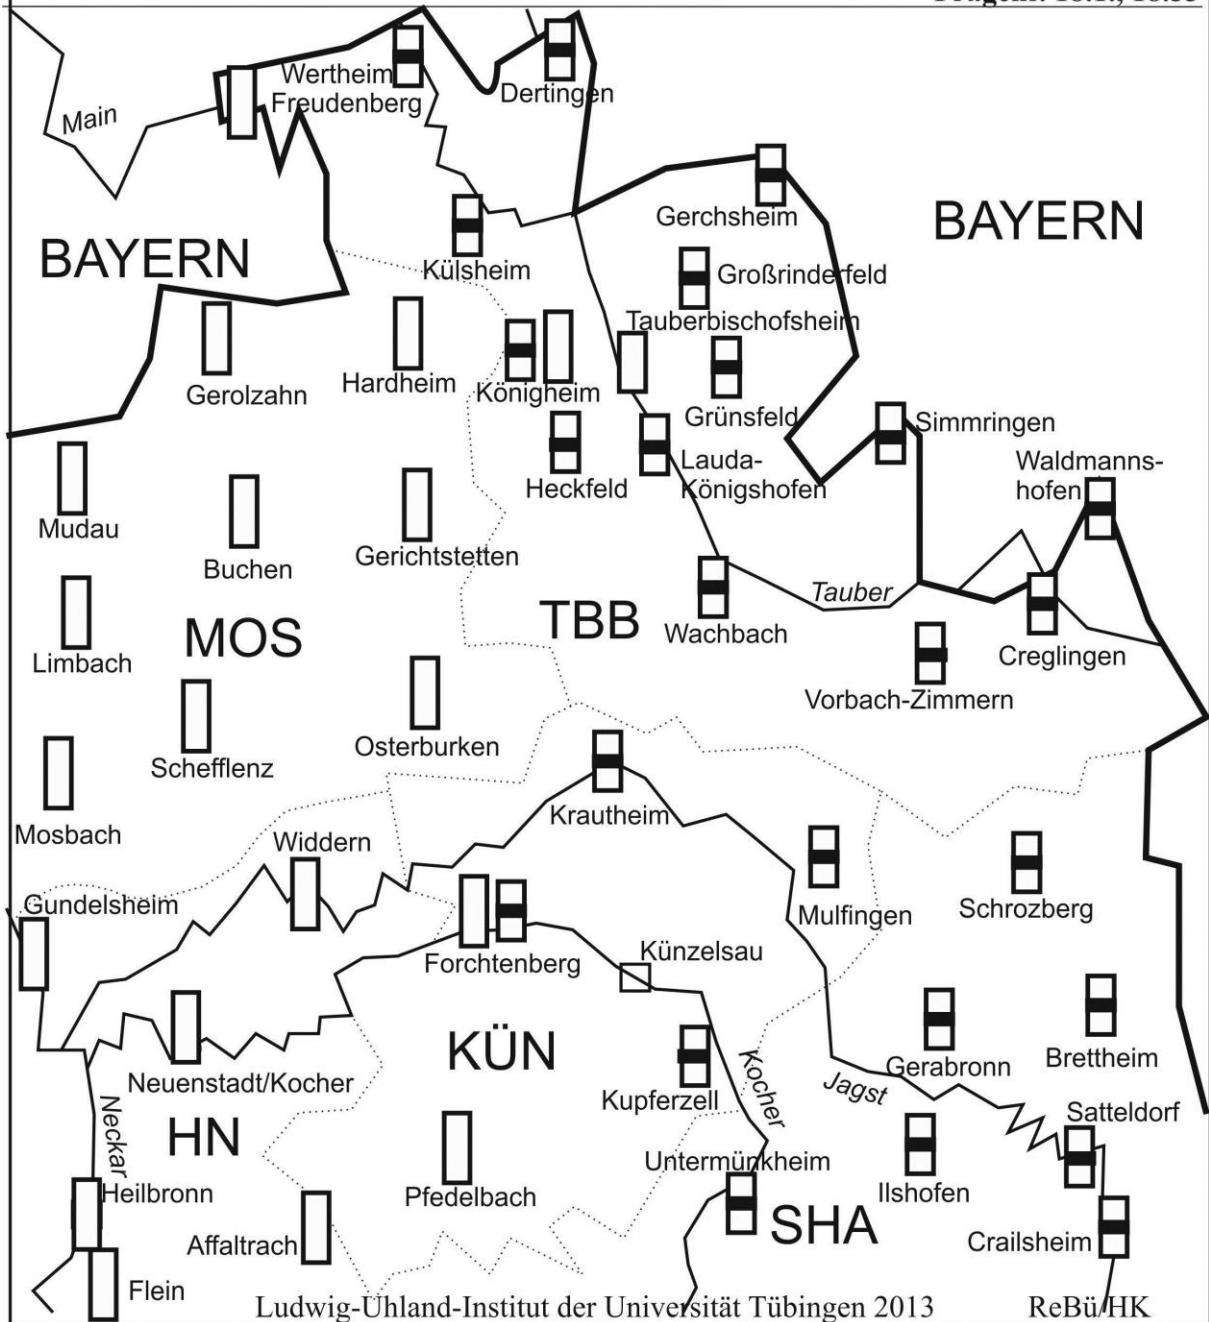 Main
Wertheim
Freudenberg
Dertingen
Gerchsheim
BAYERN
BAYERN
Külsheim
Großrinderfeld
Tauberbischofsheim
Gerolzahn
Hardheim
Königheim
Grünsfeld
Simmringen
Lauda-
Königshofen
Waldmanns-
hofen
Heckfeld
Mudau
Buchen
Gerichtstetten
Tauber
TBB
Wachbach
MOS
Limbach
Creglingen
Vorbach-Zimmern
Osterburken
Schefflenz
Krautheim
Mosbach
Widdern
Gundelsheim
Mulfingen
Schrozberg
Forchtenberg
Künzelsau
KÜN
Gerabronn
Brettheim
Neuenstadt/Kocher
Kupferzell
Kocher
Jagst
Satteldorf
Neckar
HN
Untermünkheim
Heilbronn
Pfedelbach
Ilshofen
SHA
Affaltrach
Crailsheim
Flein
Ludwig-Uhland-Institut der Universität Tübingen 2013
ReBü/HK